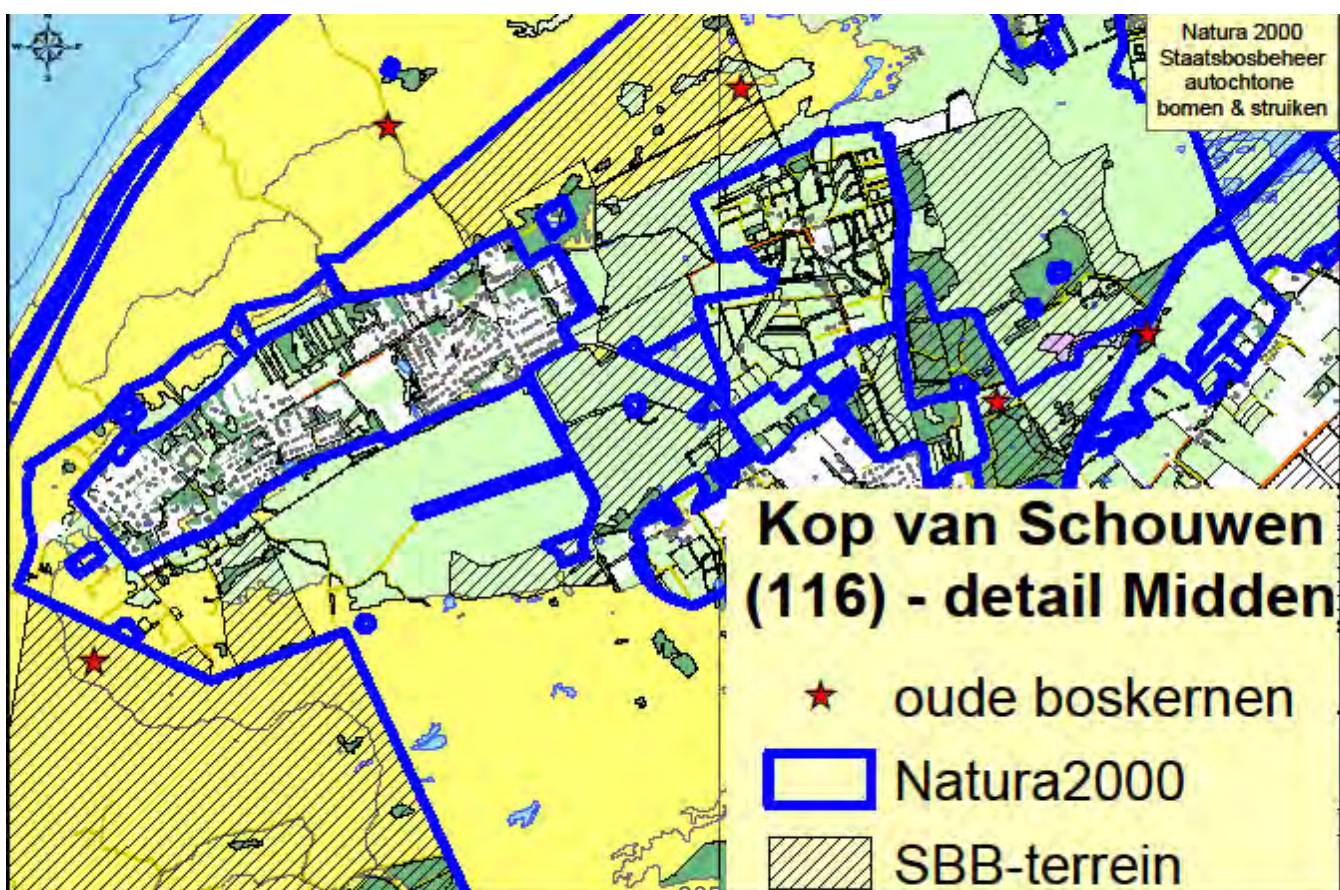 Natura 2000
Staatsbosbeheer
autochtone
bomen & struiken
Kop van Schouwen
(116) - detail Midden
oude boskernen
Natura2000
SBB-terrein